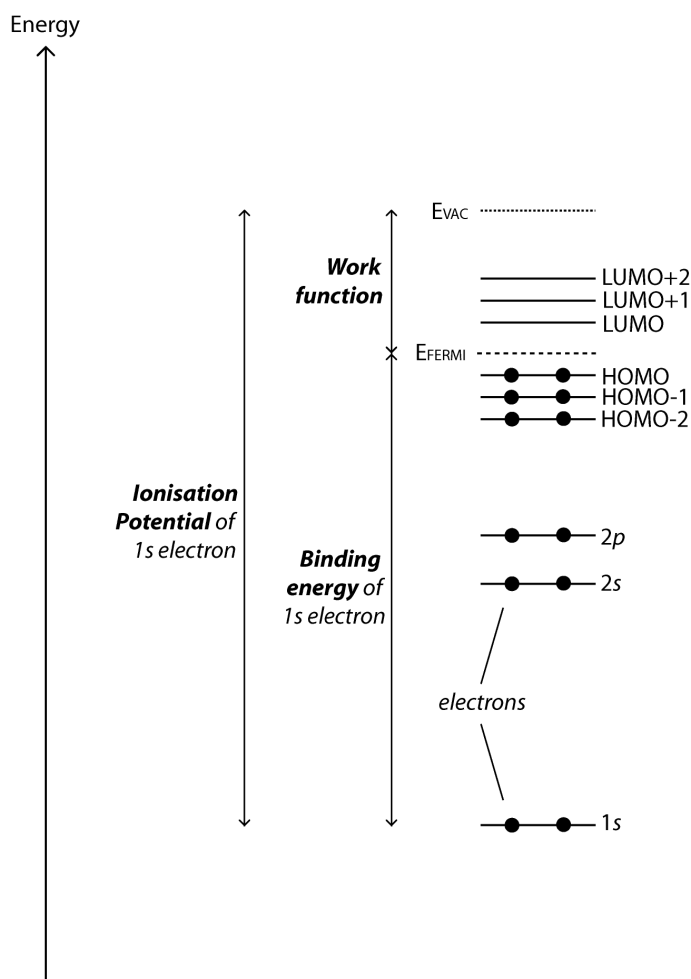 Energy
EVAC
Work
function
LUMO+2
LUMO+1
LUMO
EFERMI
HOMO
HOMO-1
HOMO-2
Ionisation
Potential of
1s electron
Binding
energy of
1s electron
2p
2s
electrons
1s